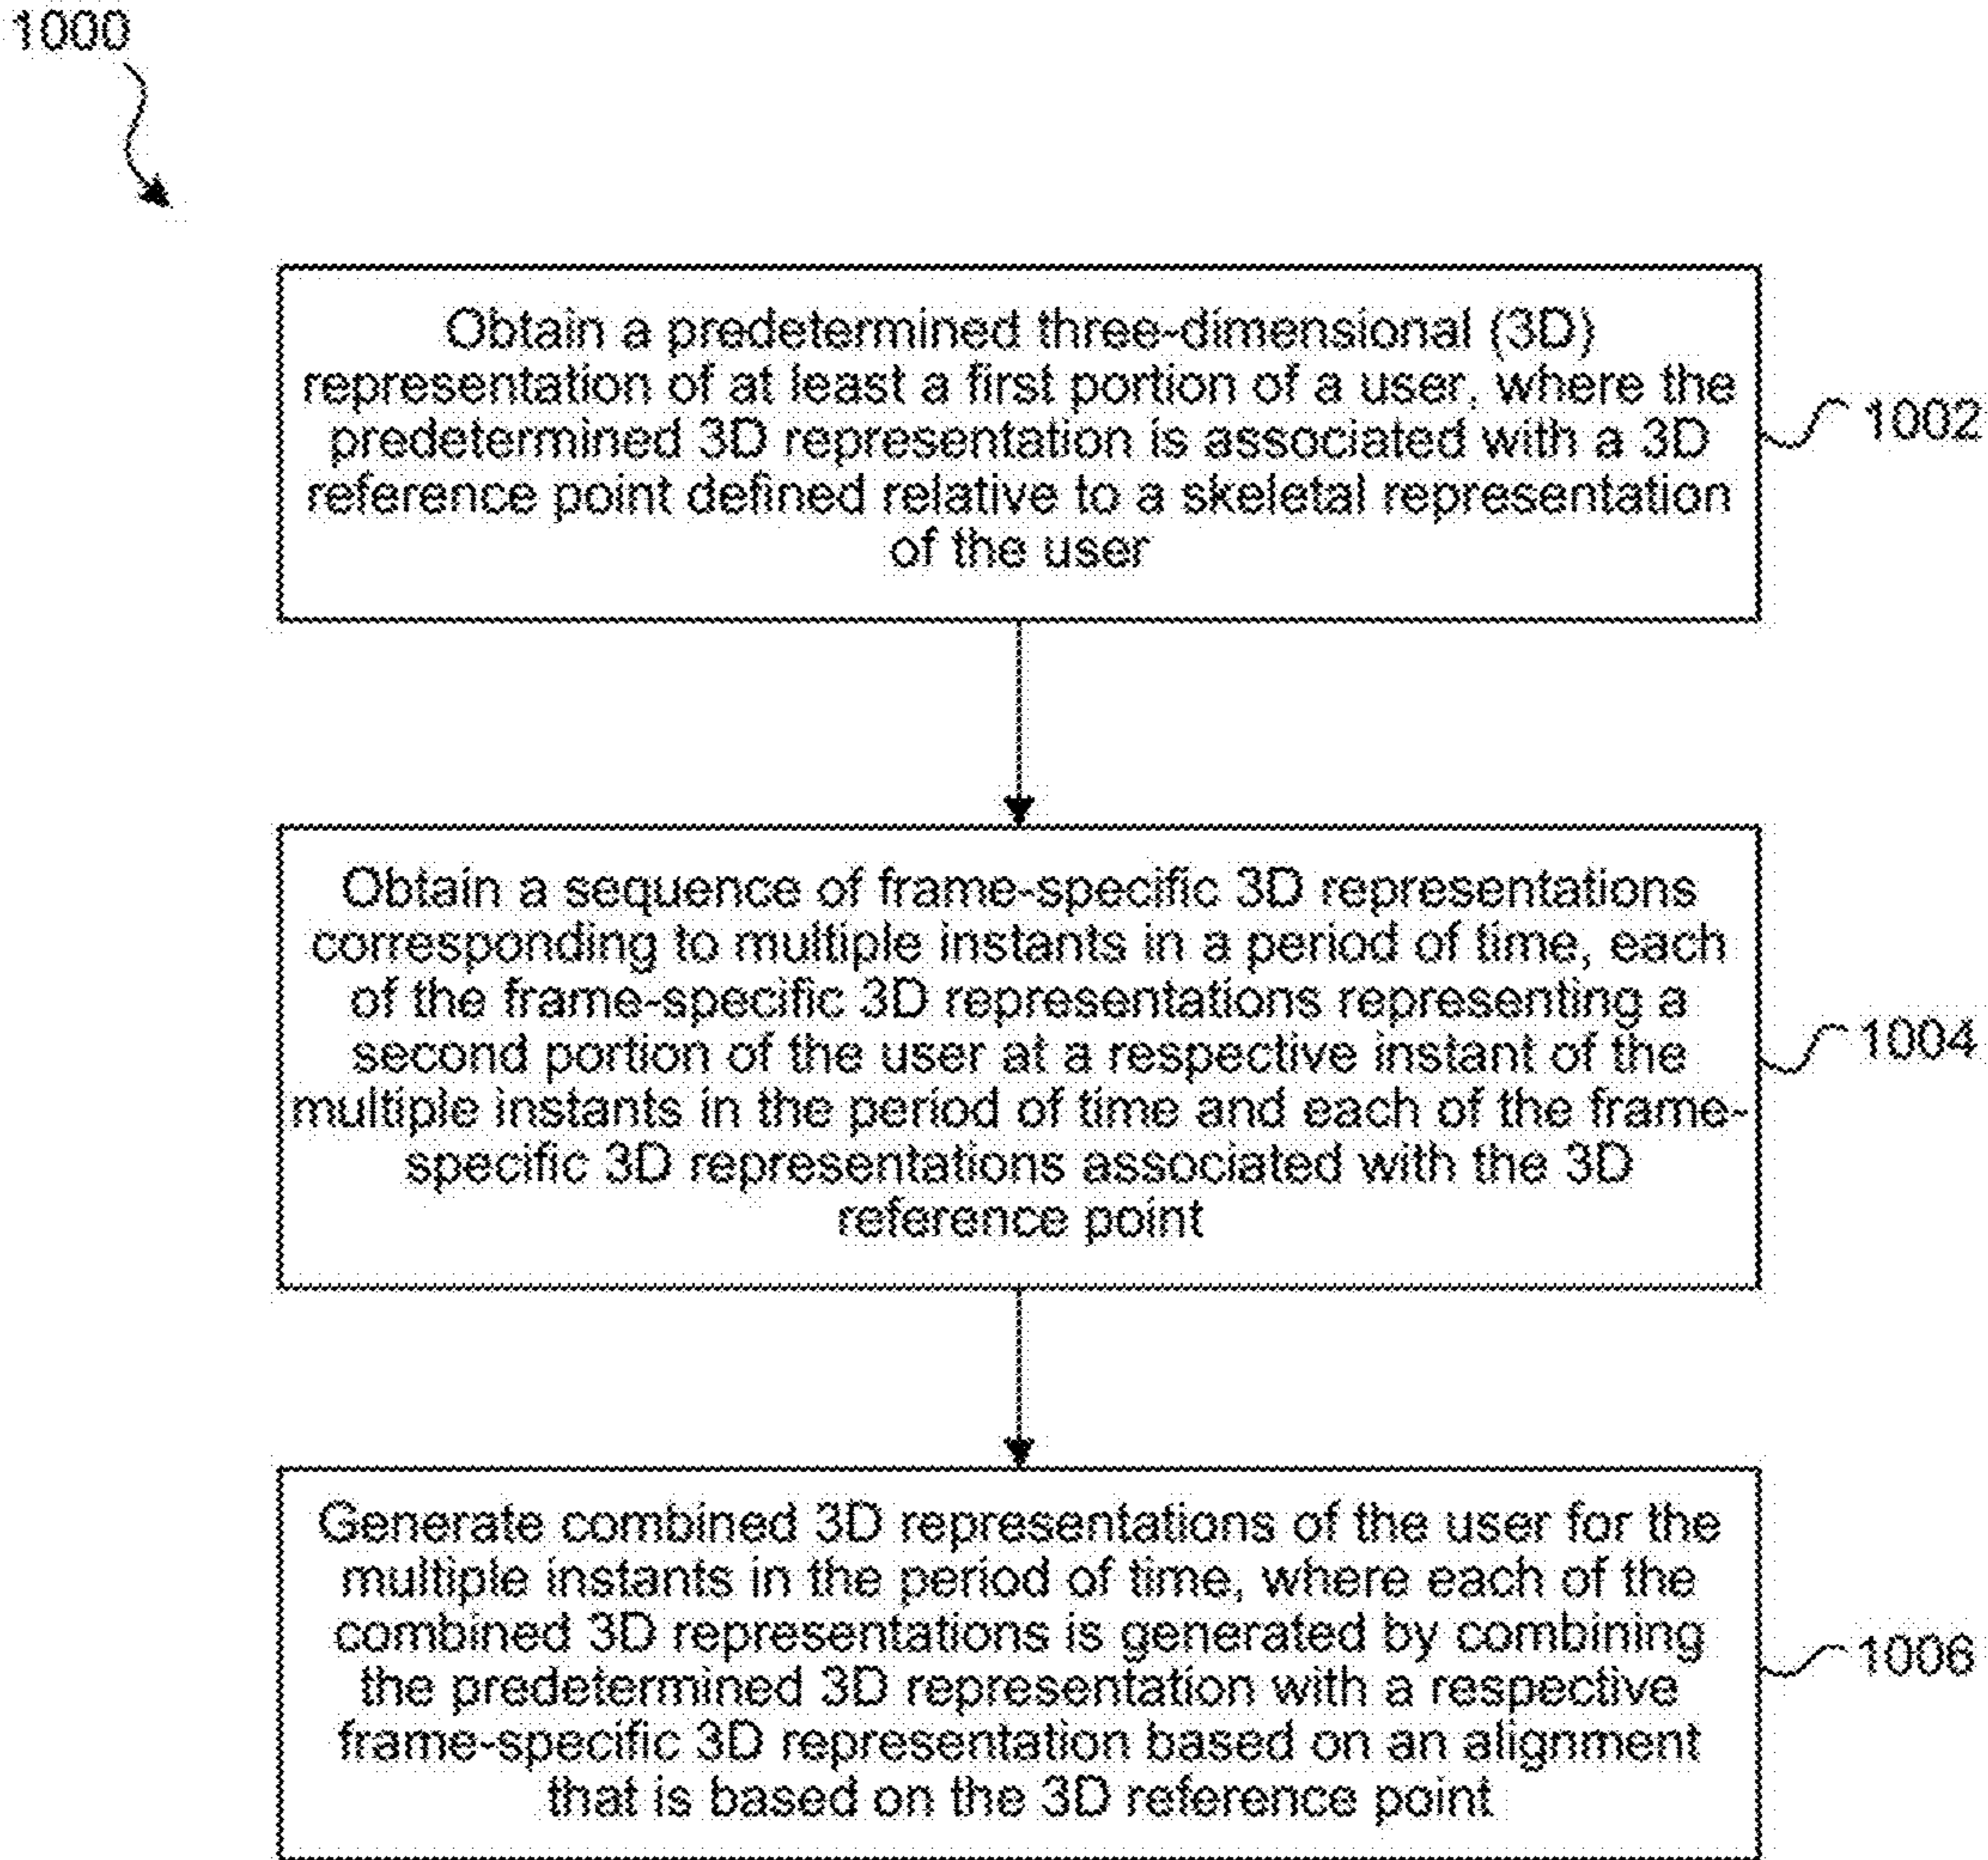 1000
Obtain a predetermined three-dimensional (3D)
representation of at least a first portion of a user, where the
predetermined 3D representation is associated with a 3D
reference point defined relative to a skeletal representation
of the user
1002
Obtain a sequence of frame-specific 3D representations
corresponding to multiple instants in a period of time, each
of the frame-specific 3D representations representing a
second portion of the user at a respective instant of the
multiple instants in the period of time and each of the frame-
specific 3D representations associated with the 3D
reference point
1004
Generate combined 3D representations of the user for the
multiple instants in the period of time, where each of the
combined 3D representations is generated by combining
the predetermined 3D representation with a respective
frame-specific 3D representation based on an alignment
that is based on the 3D reference point
1006